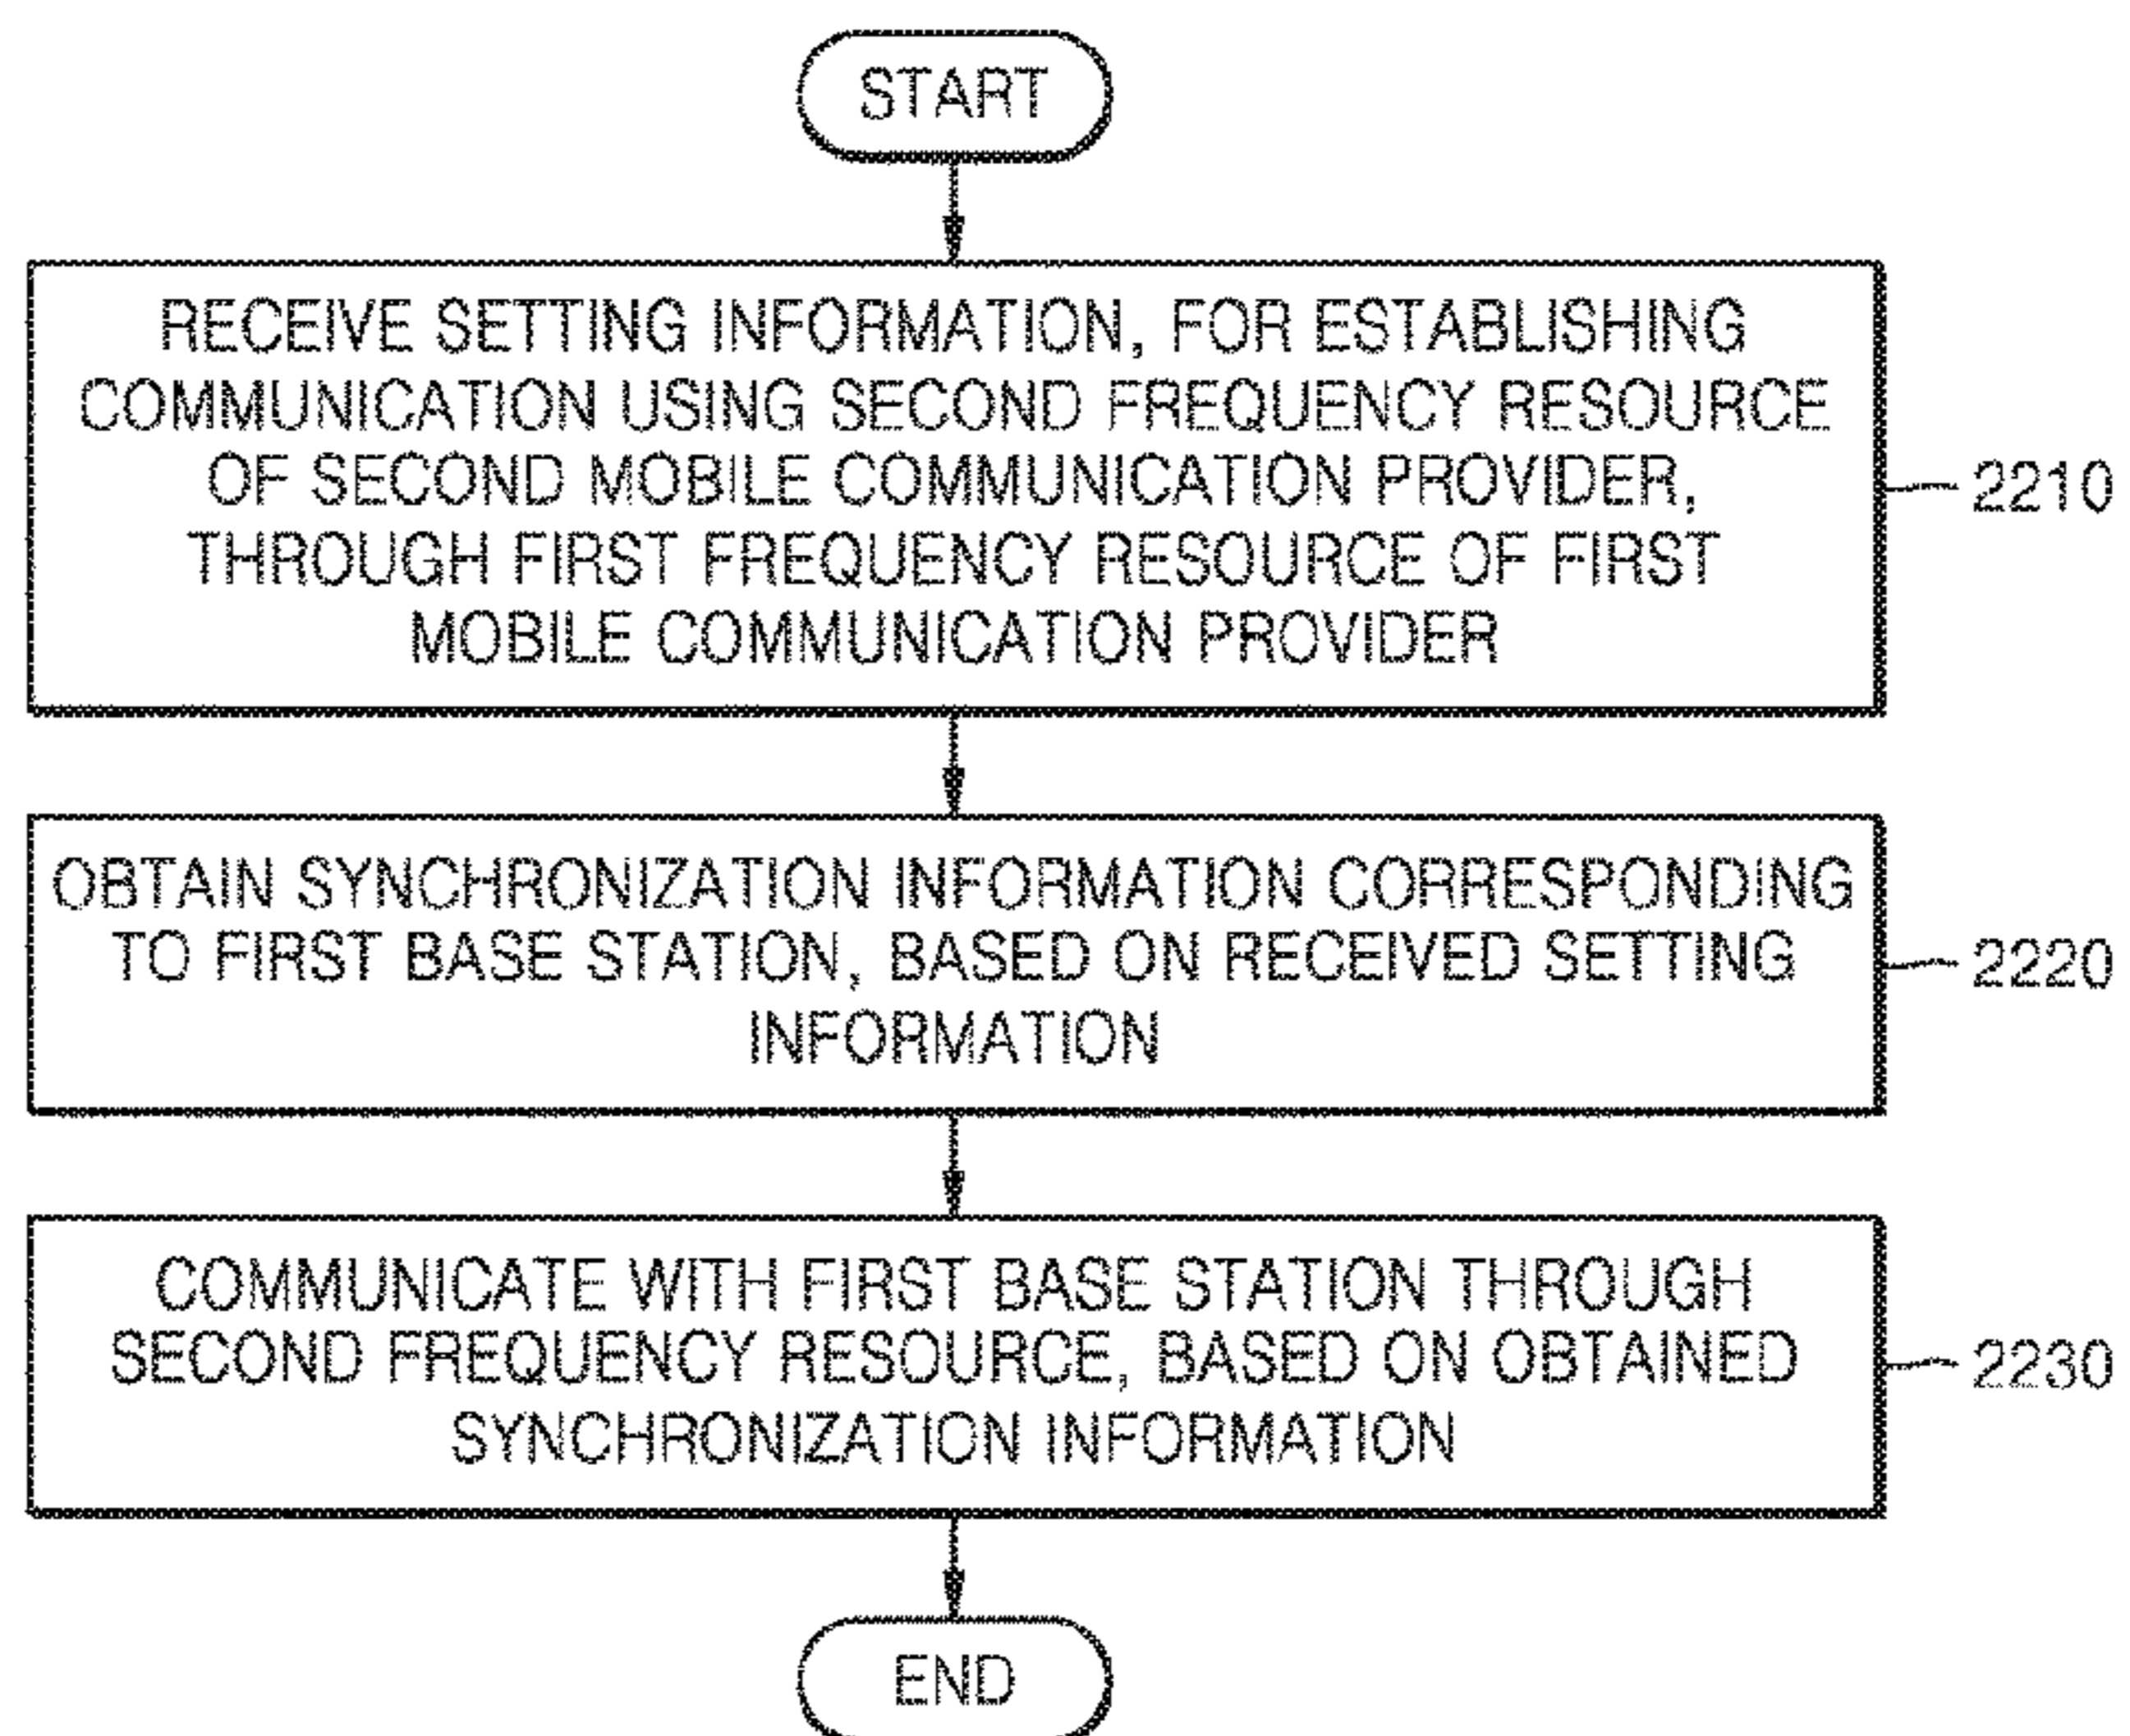 START
RECEIVE SETTING INFORMATION, FOR ESTABLISHING
COMMUNICATION USING SECOND FREQUENCY RESOURCE
OF SECOND MOBILE COMMUNICATION PROVIDER,
THROUGH FIRST FREQUENCY RESOURCE OF FIRST
MOBILE COMMUNICATION PROVIDER
2210
OBTAIN SYNCHRONIZATION INFORMATION CORRESPONDING
TO FIRST BASE STATION, BASED ON RECEIVED SETTING
INFORMATION
2220
COMMUNICATE WITH FIRST BASE STATION THROUGH
SECOND FREQUENCY RESOURCE, BASED ON OBTAINED
SYNCHRONIZATION INFORMATION
2230
END